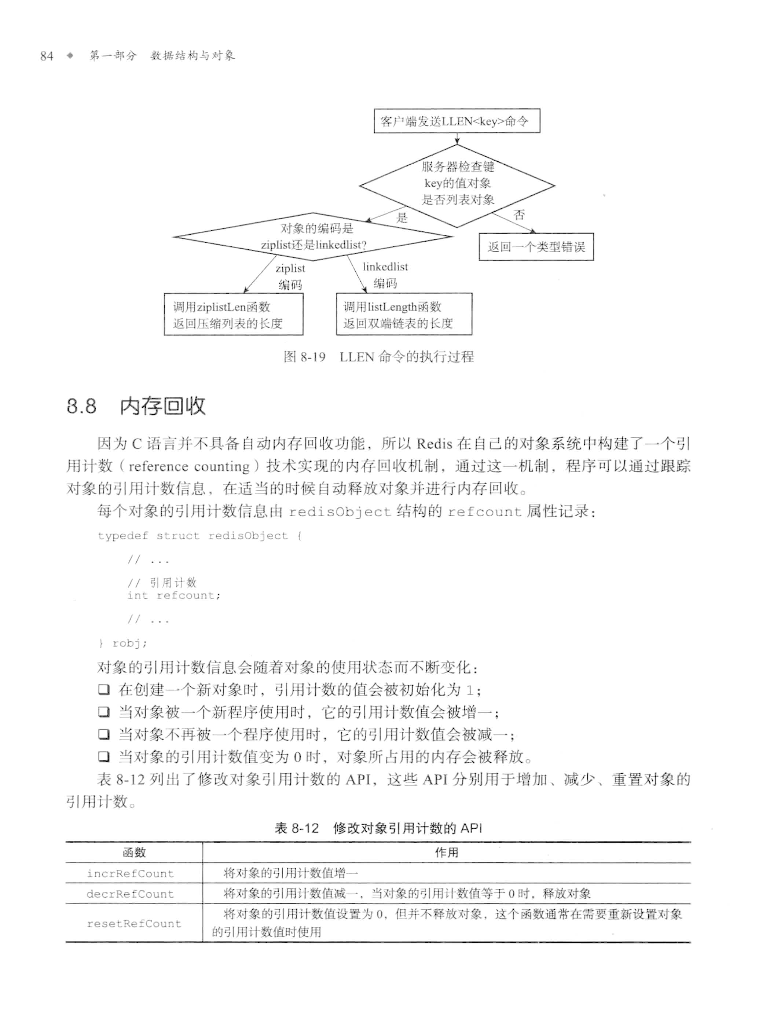 84 ◆ 第一部分 数据结构与对象
客户端发送LLEN<key>命令
服务器检查键
key的值对象
是否列表对象
是
否
对象的编码是
ziplist还是linkedlist?
返回一个类型错误
ziplist
编码
linkedlist
编码
调用ziplistLen函数
返回压缩列表的长度
调用listLength函数
返回双端链表的长度
图 8-19 LLEN 命令的执行过程
8.8 内存回收
因为 C 语言并不具备自动内存回收功能，所以 Redis 在自己的对象系统中构建了一个引
用计数（reference counting）技术实现的内存回收机制，通过这一机制，程序可以通过跟踪
对象的引用计数信息，在适当的时候自动释放对象并进行内存回收。
每个对象的引用计数信息由 redisObject 结构的 refcount 属性记录：
typedef struct redisObject {
// ...
// 引用计数
int refcount;
// ...
} robj;
对象的引用计数信息会随着对象的使用状态而不断变化：
❑ 在创建一个新对象时，引用计数的值会被初始化为 1；
❑ 当对象被一个新程序使用时，它的引用计数值会被增一；
❑ 当对象不再被一个程序使用时，它的引用计数值会被减一；
❑ 当对象的引用计数值变为 0 时，对象所占用的内存会被释放。
表 8-12 列出了修改对象引用计数的 API，这些 API 分别用于增加、减少、重置对象的
引用计数。
表 8-12 修改对象引用计数的 API
函数 作用
incrRefCount 将对象的引用计数值增一
decrRefCount 将对象的引用计数值减一，当对象的引用计数值等于 0 时，释放对象
resetRefCount 将对象的引用计数值设置为 0，但并不释放对象，这个函数通常在需要重新设置对象
的引用计数值时使用